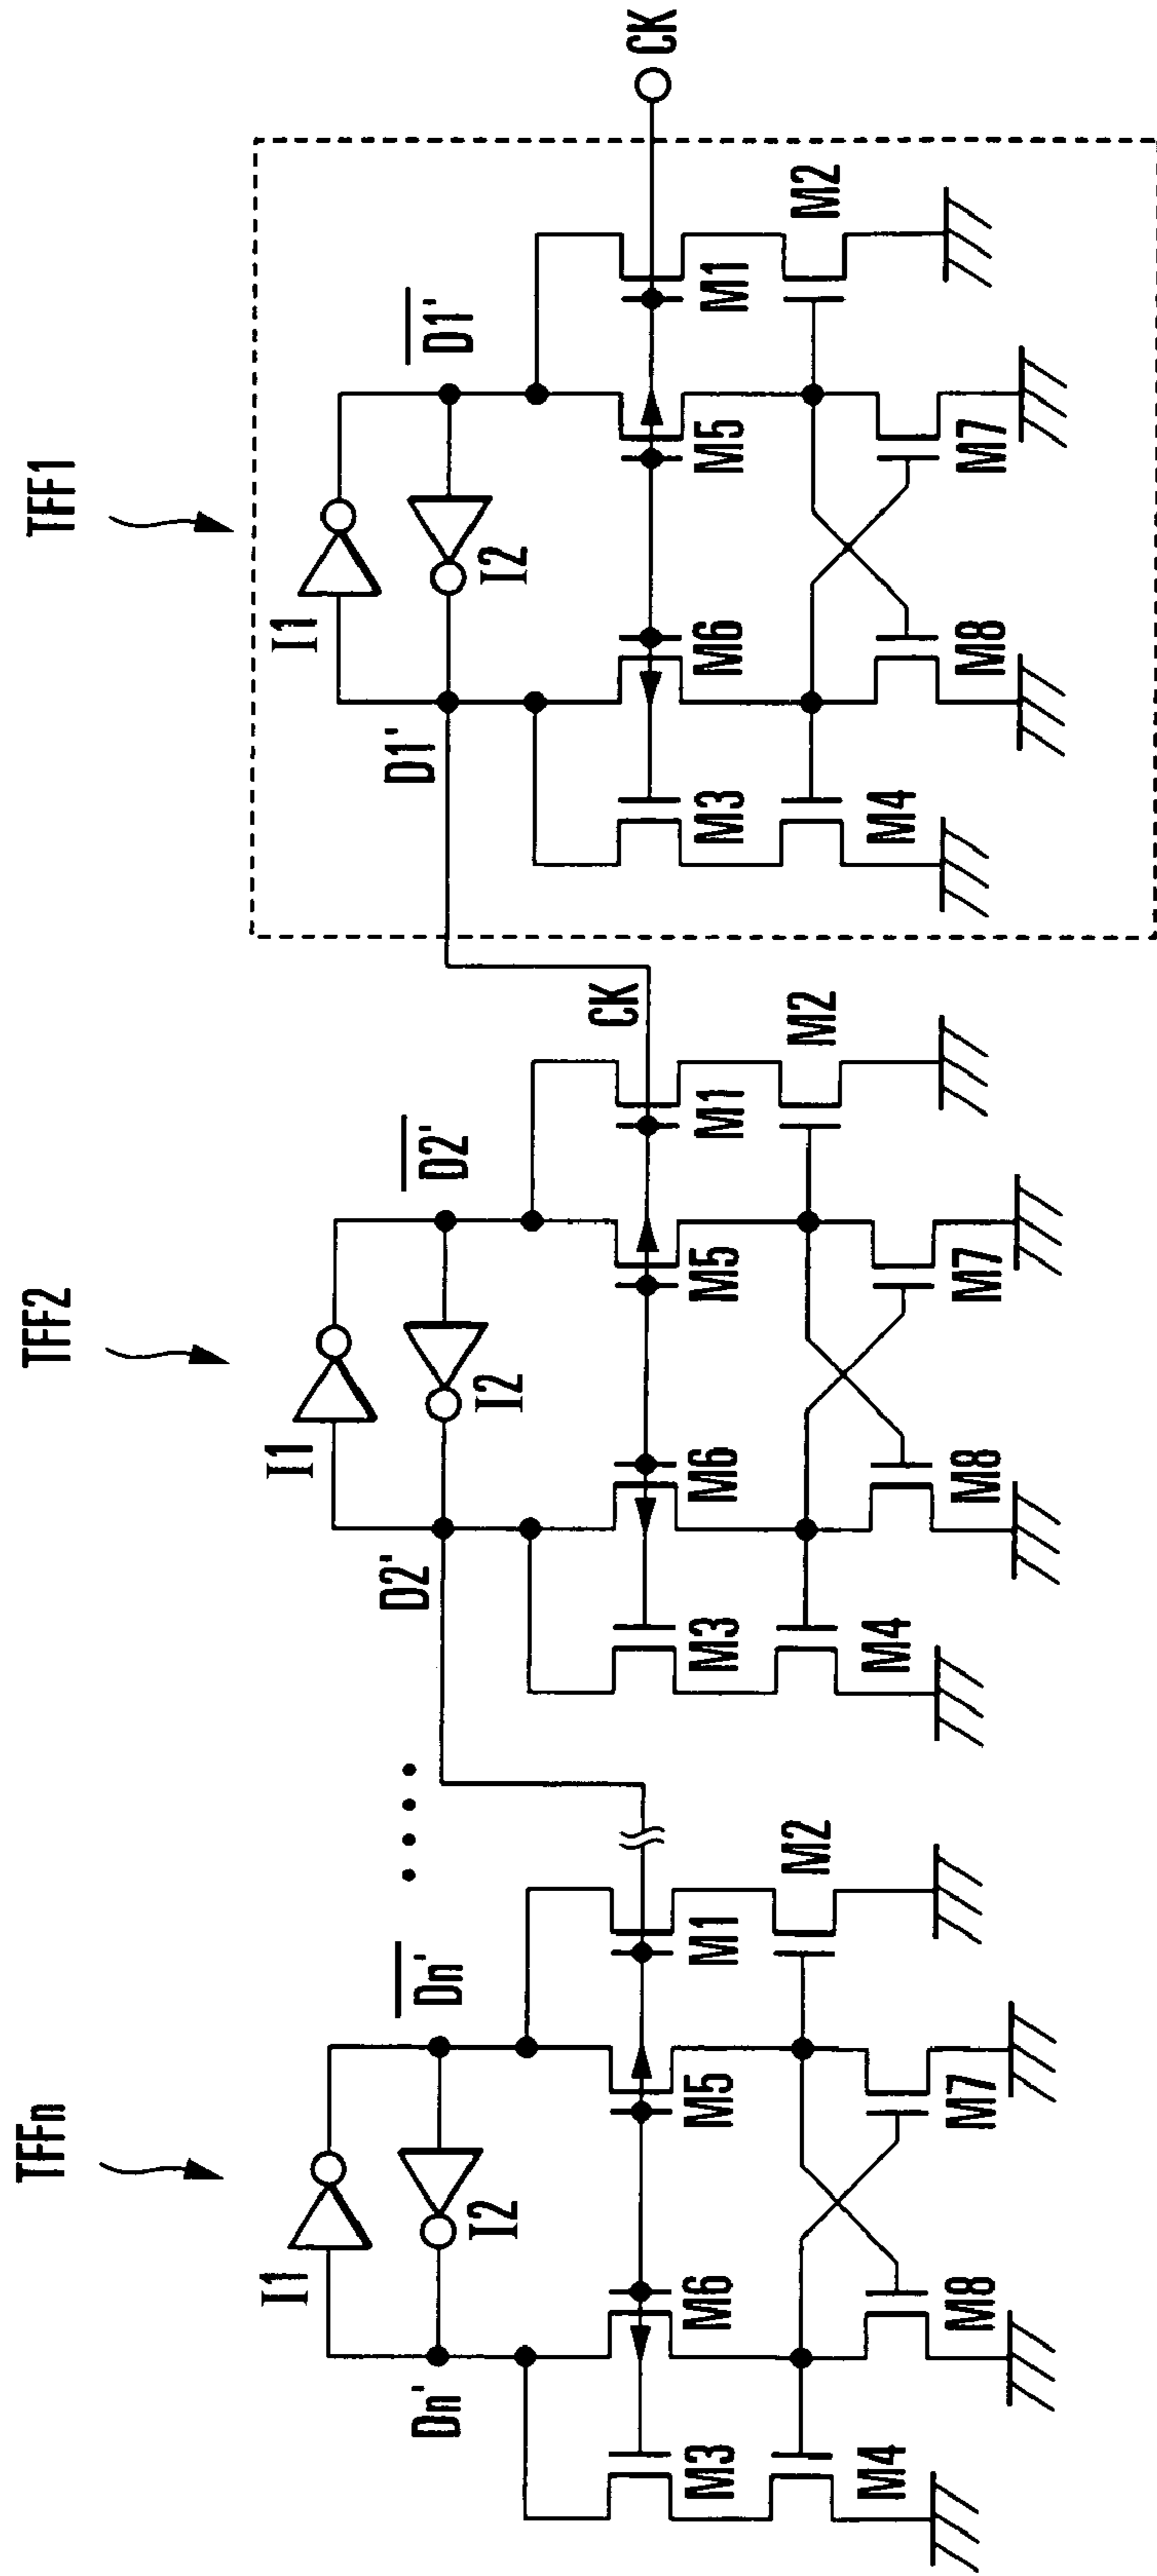 TFFn TFF2 TFF1
I1 I1 I1
Dn' D2' D1'
I2 I2 I2
Dn' D2' D1'
CK CK
M3 M6 M5 M1 M3 M6 M5 M1 M3 M6 M5 M1
M2 M2 M2
M4 M8 M7 M4 M8 M7 M4 M8 M7